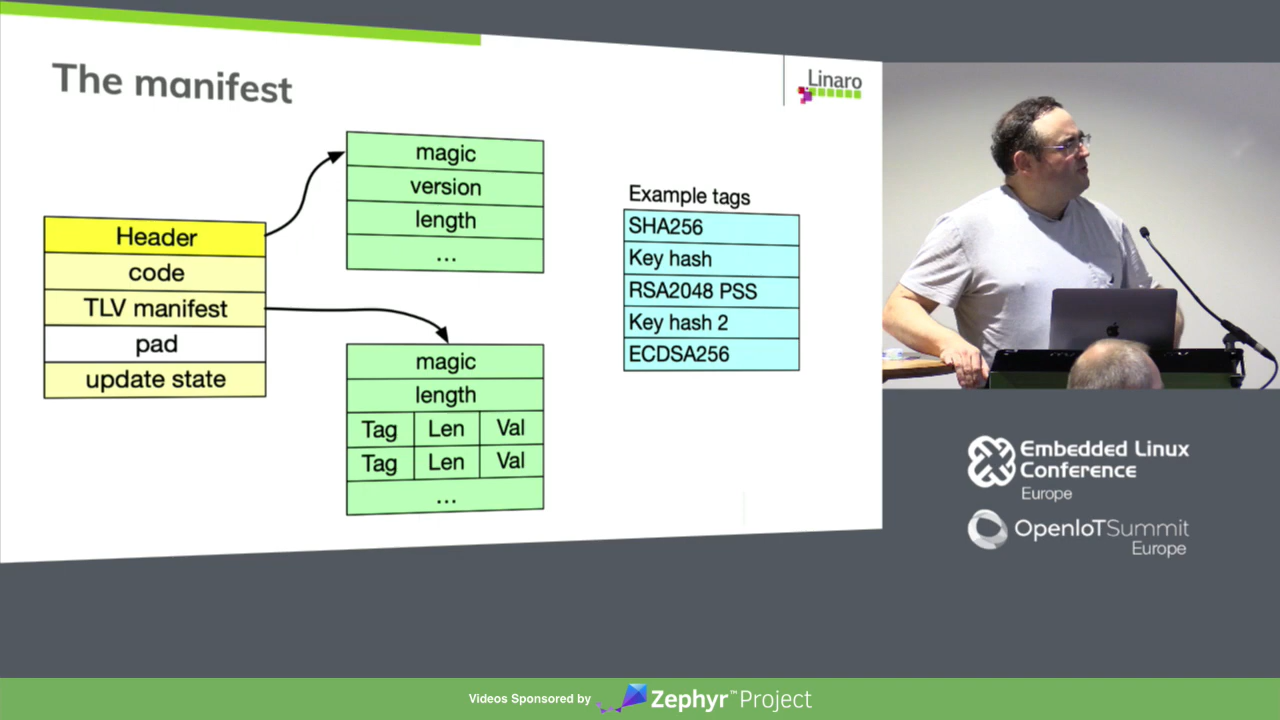 The manifest
Linaro
Header
code
TLV manifest
pad
update state
magic
version
length
...
magic
length
Tag Len Val
Tag Len Val
...
Example tags
SHA256
Key hash
RSA2048 PSS
Key hash 2
ECDSA256
Embedded Linux
Conference
Europe
OpenIoTSummit
Europe
Videos Sponsored by Zephyr™Project